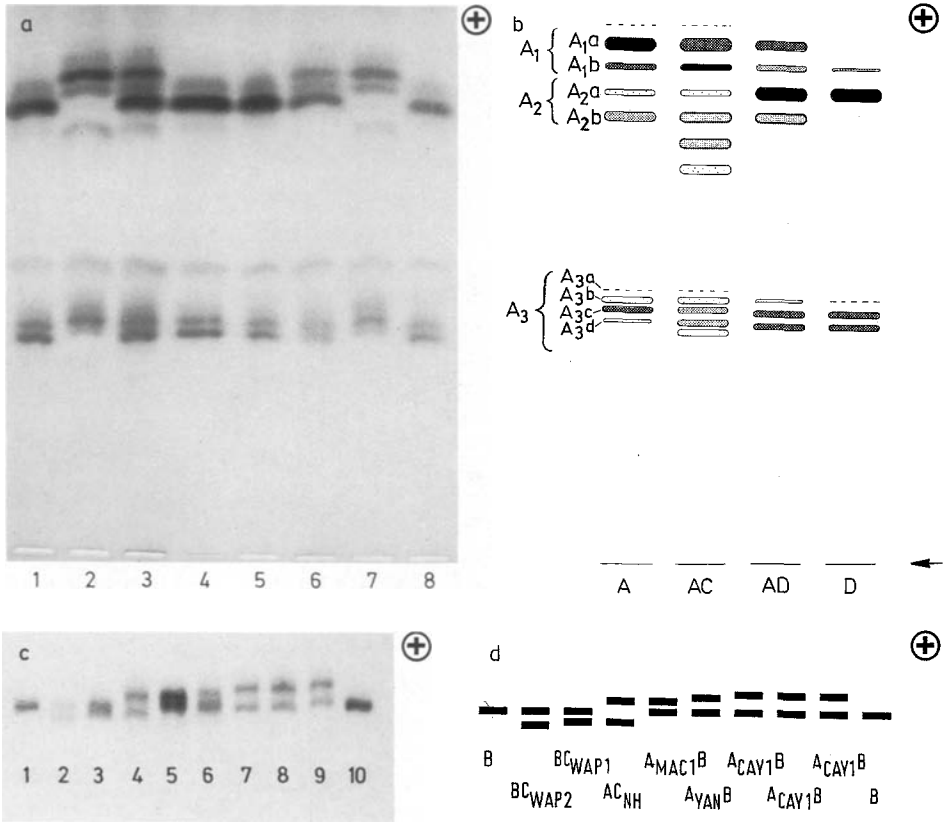 a
+
1 2 3 4 5 6 7 8
b
+
A1
A1a
A1b
A2
A2a
A2b
A3
A3a
A3b
A3c
A3d
A AC AD D
c
+
1 2 3 4 5 6 7 8 9 10
d
+
B BCWAP1 AMAC1B ACAY1B ACAY1B
BCWAP2 ACNH AYANB ACAY1B B